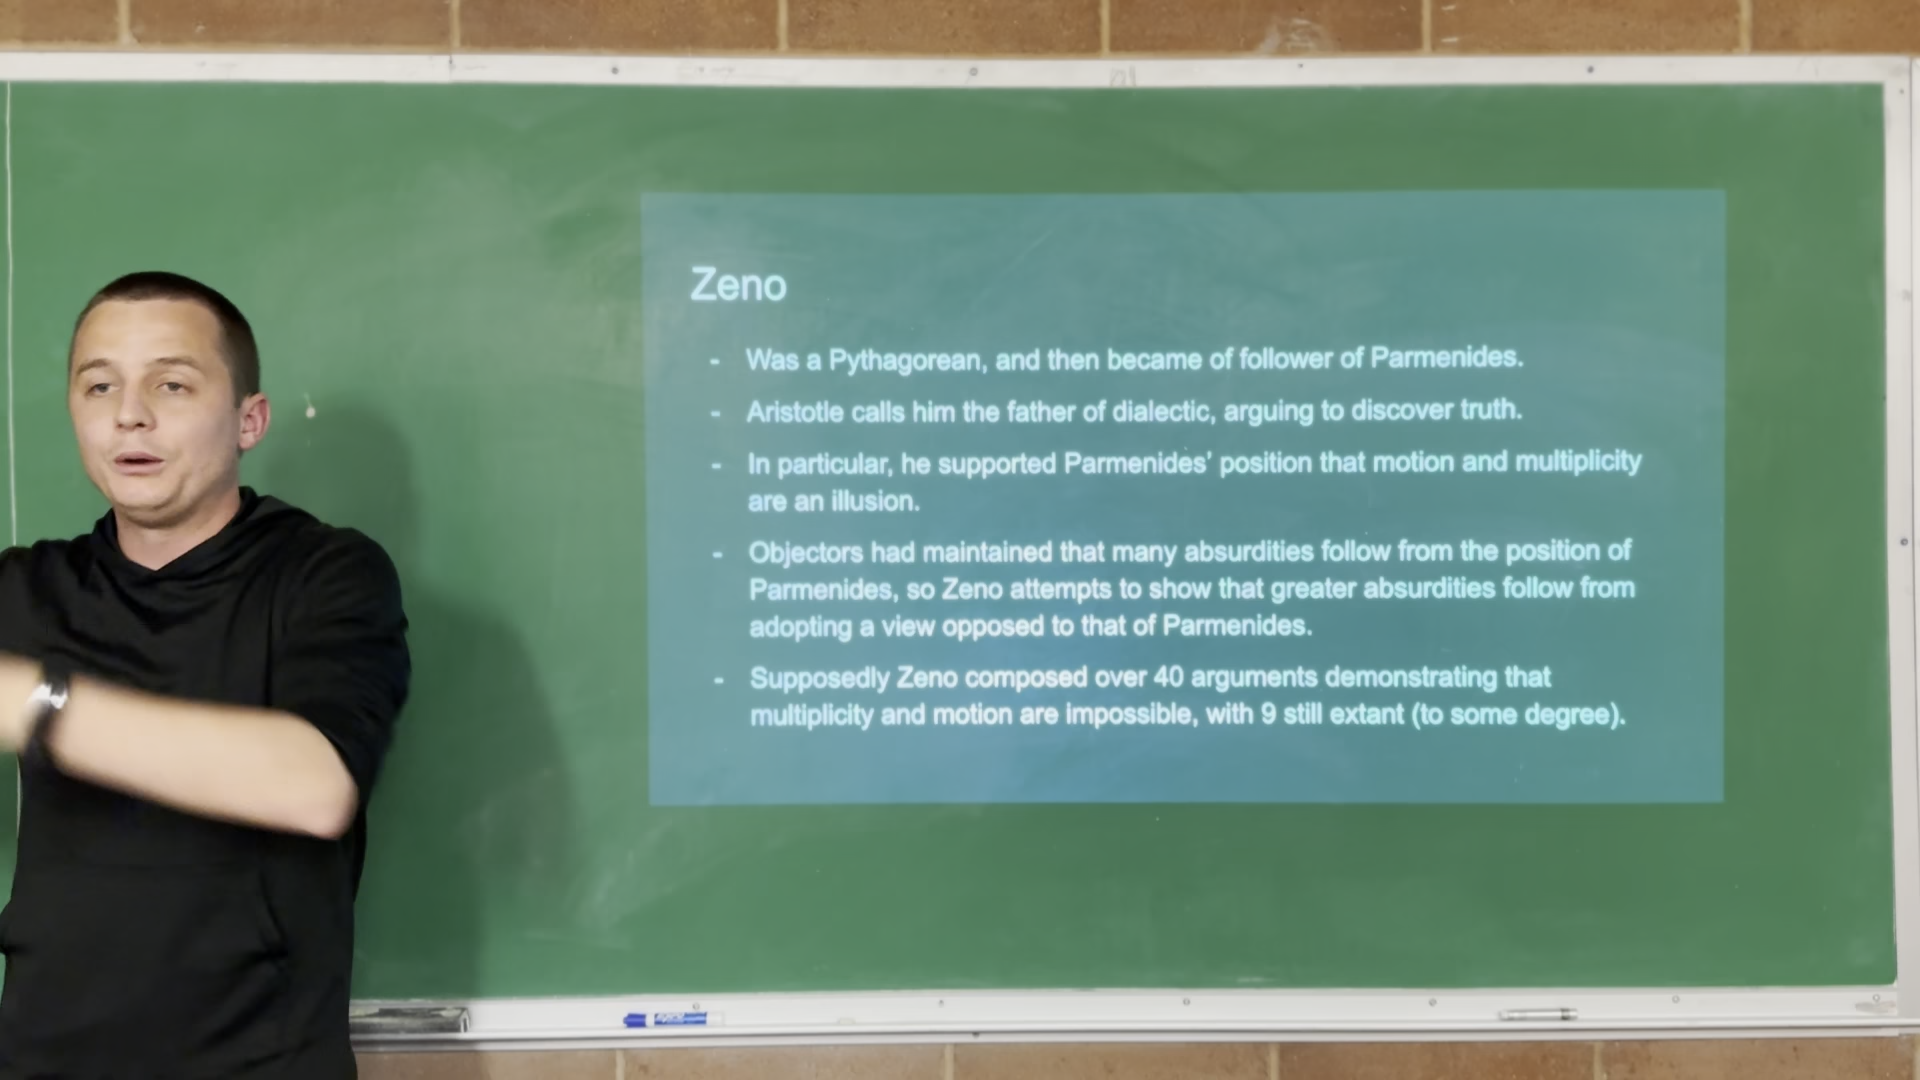 Zeno
- Was a Pythagorean, and then became of follower of Parmenides.
- Aristotle calls him the father of dialectic, arguing to discover truth.
- In particular, he supported Parmenides' position that motion and multiplicity
are an illusion.
- Objectors had maintained that many absurdities follow from the position of
Parmenides, so Zeno attempts to show that greater absurdities follow from
adopting a view opposed to that of Parmenides.
- Supposedly Zeno composed over 40 arguments demonstrating that
multiplicity and motion are impossible, with 9 still extant (to some degree).